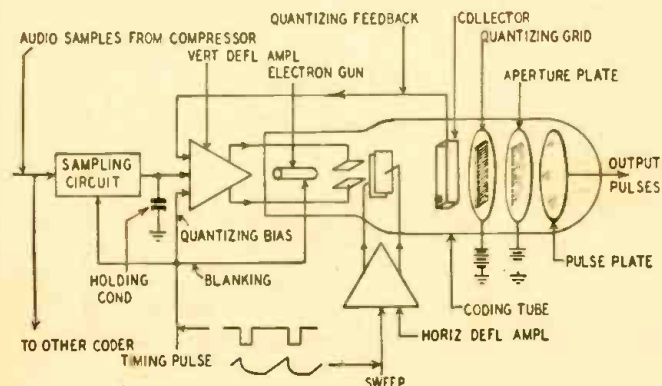 QUANTIZING FEEDBACK
COLLECTOR
QUANTIZING GRID
AUDIO SAMPLES FROM COMPRESSOR
VERT DEFL AMPL
ELECTRON GUN
APERTURE PLATE
SAMPLING
CIRCUIT
OUTPUT
PULSES
QUANTIZING BIAS
HOLDING
COND
BLANKING
PULSE PLATE
CODING TUBE
TO OTHER CODER
TIMING PULSE
HORIZ DEFL AMPL
SWEEP